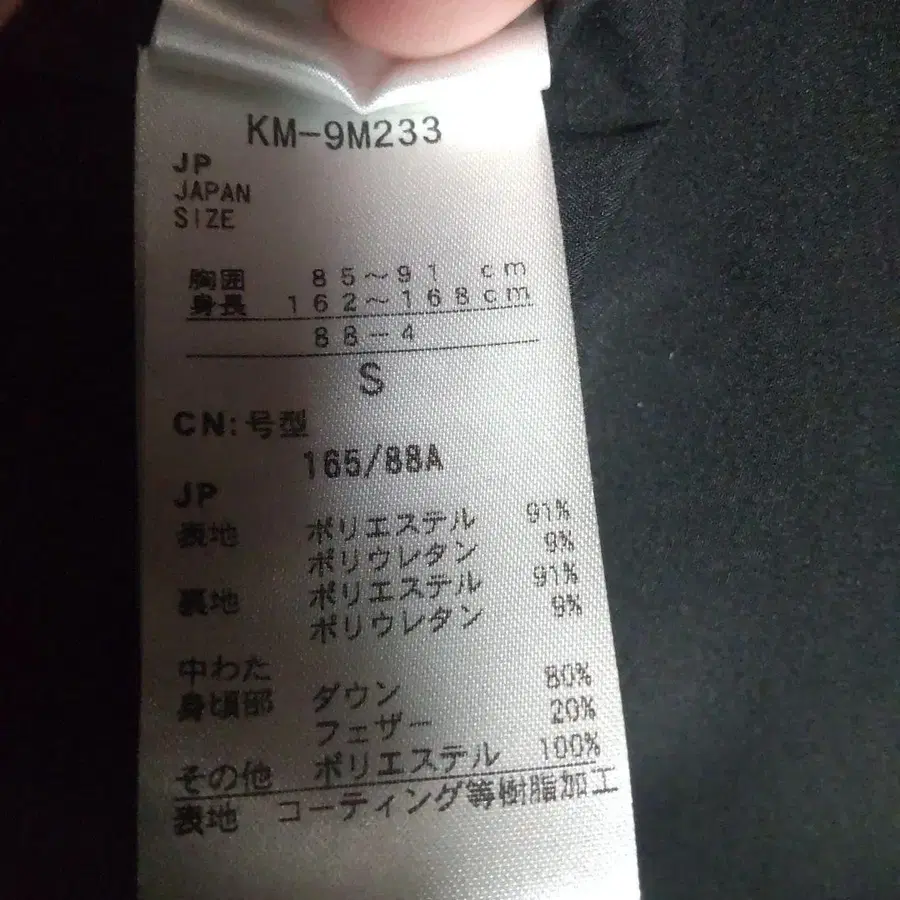 KM-9M233
JP
JAPAN
SIZE
胸囲 85~91 cm
身長 162~168cm
88-4
S
CN:号型
165/88A
JP
表地 ポリエステル 91%
ポリウレタン 9%
裏地 ポリエステル 91%
ポリウレタン 9%
中わた
身頃部 ダウン 80%
フェザー 20%
その他 ポリエステル 100%
表地 コーティング等樹脂加工